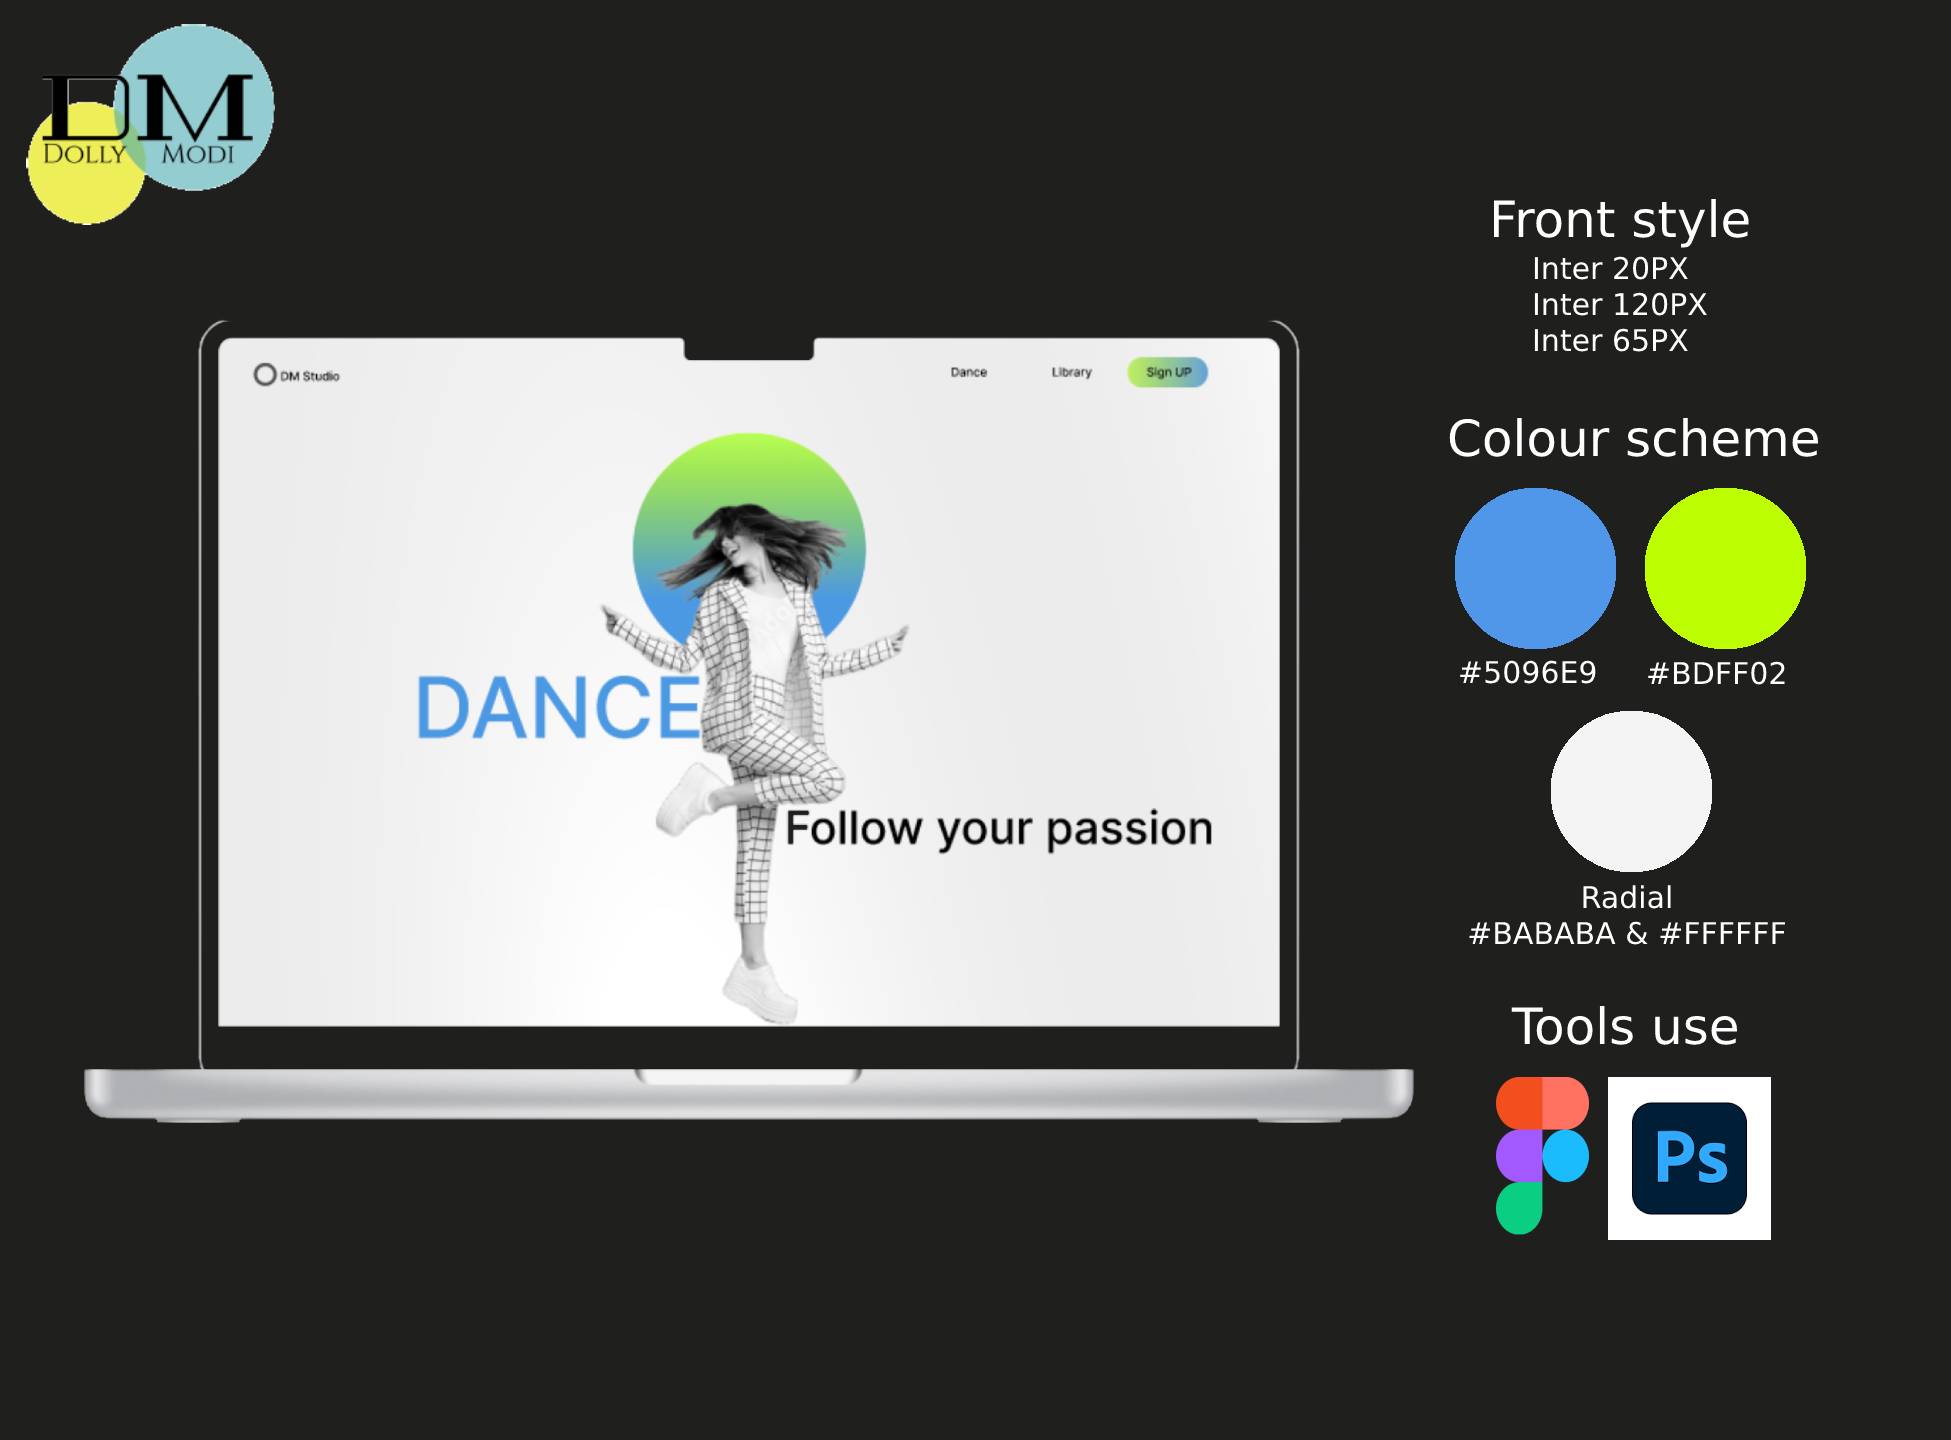 DM
DOLLY MODI
Front style
Inter 20PX
Inter 120PX
Inter 65PX
DM Studio
Dance
Library
Sign UP
DANCE
Follow your passion
Colour scheme
#5096E9
#BDFF02
Radial
#BABABA & #FFFFFF
Tools use
Ps